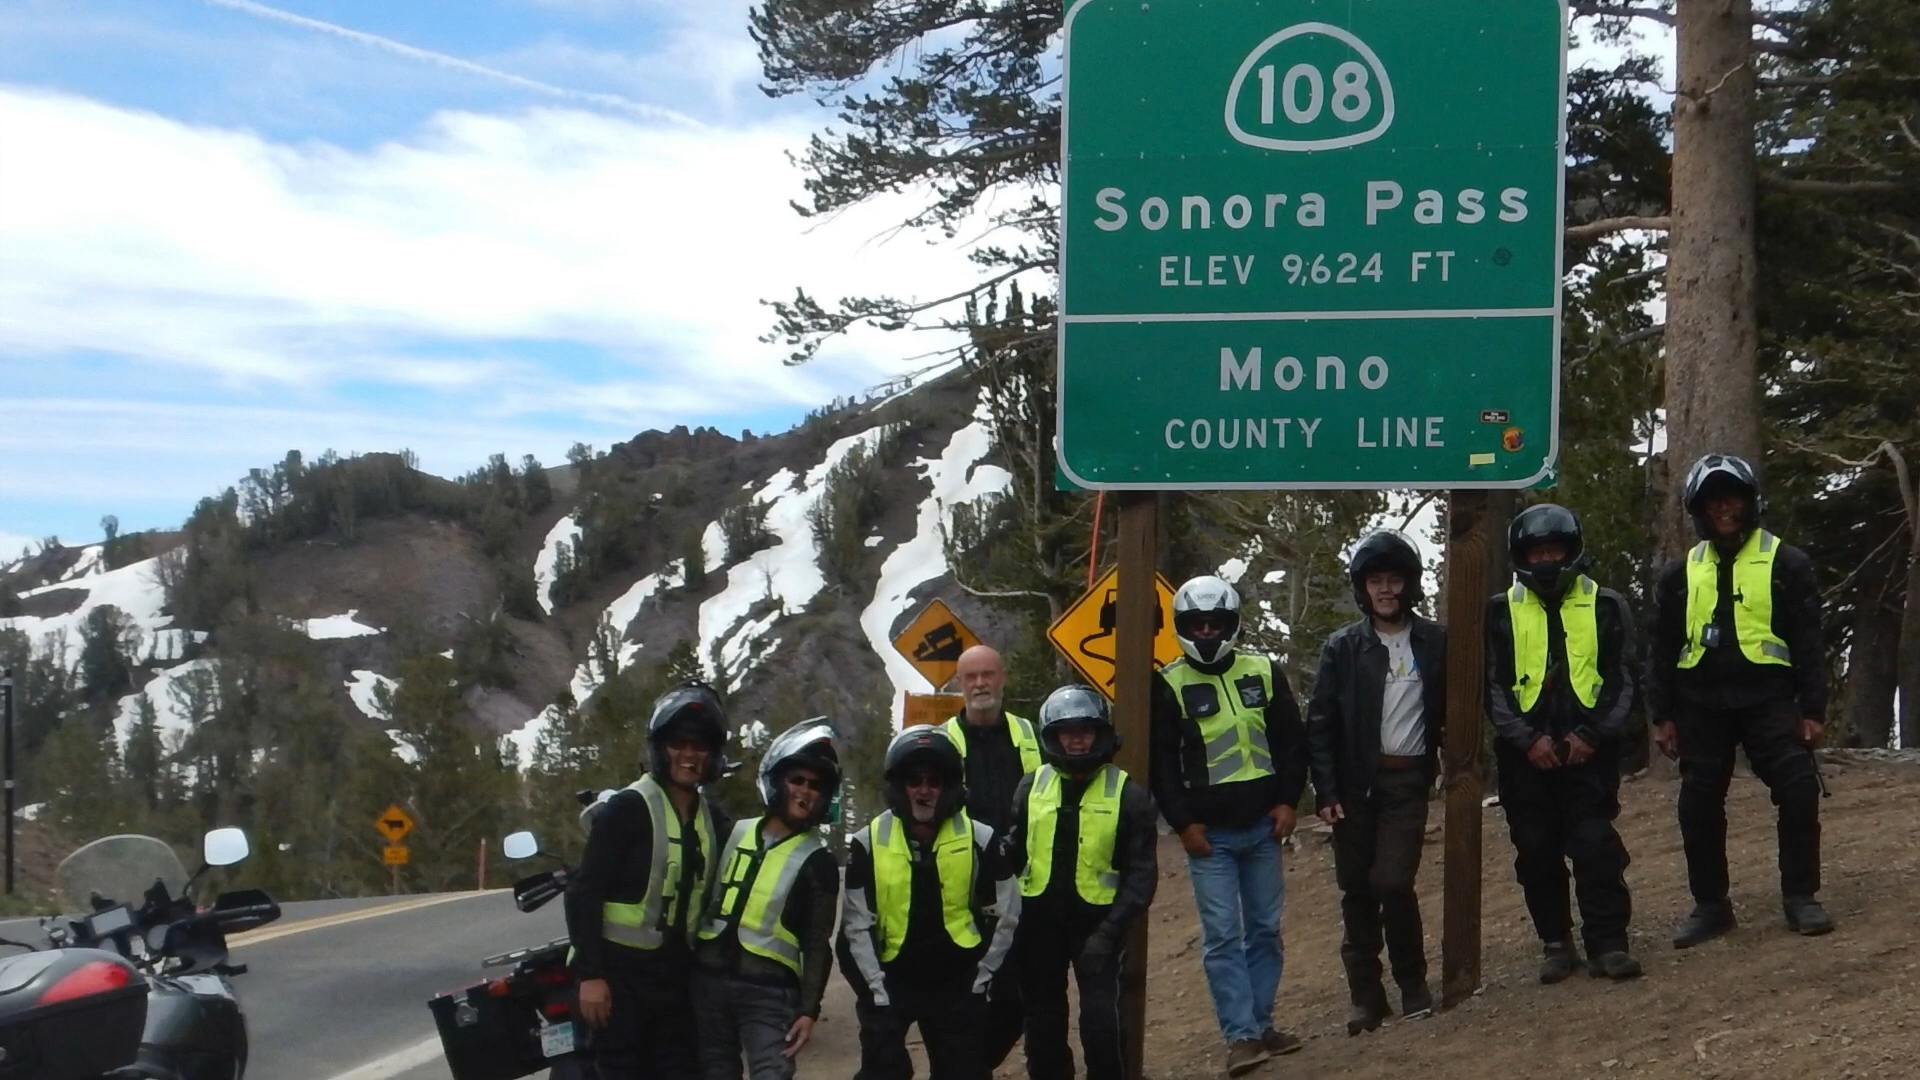 108
Sonora Pass
ELEV 9,624 FT
Mono
COUNTY LINE